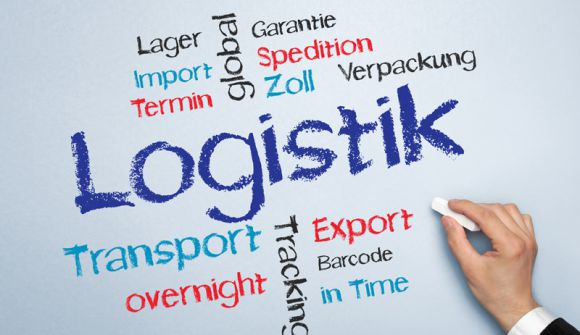 Lager
global
Garantie
Import
Spedition
Termin
Zoll
Verpackung
Logistik
Transport
Tracking
Export
overnight
Barcode
in Time